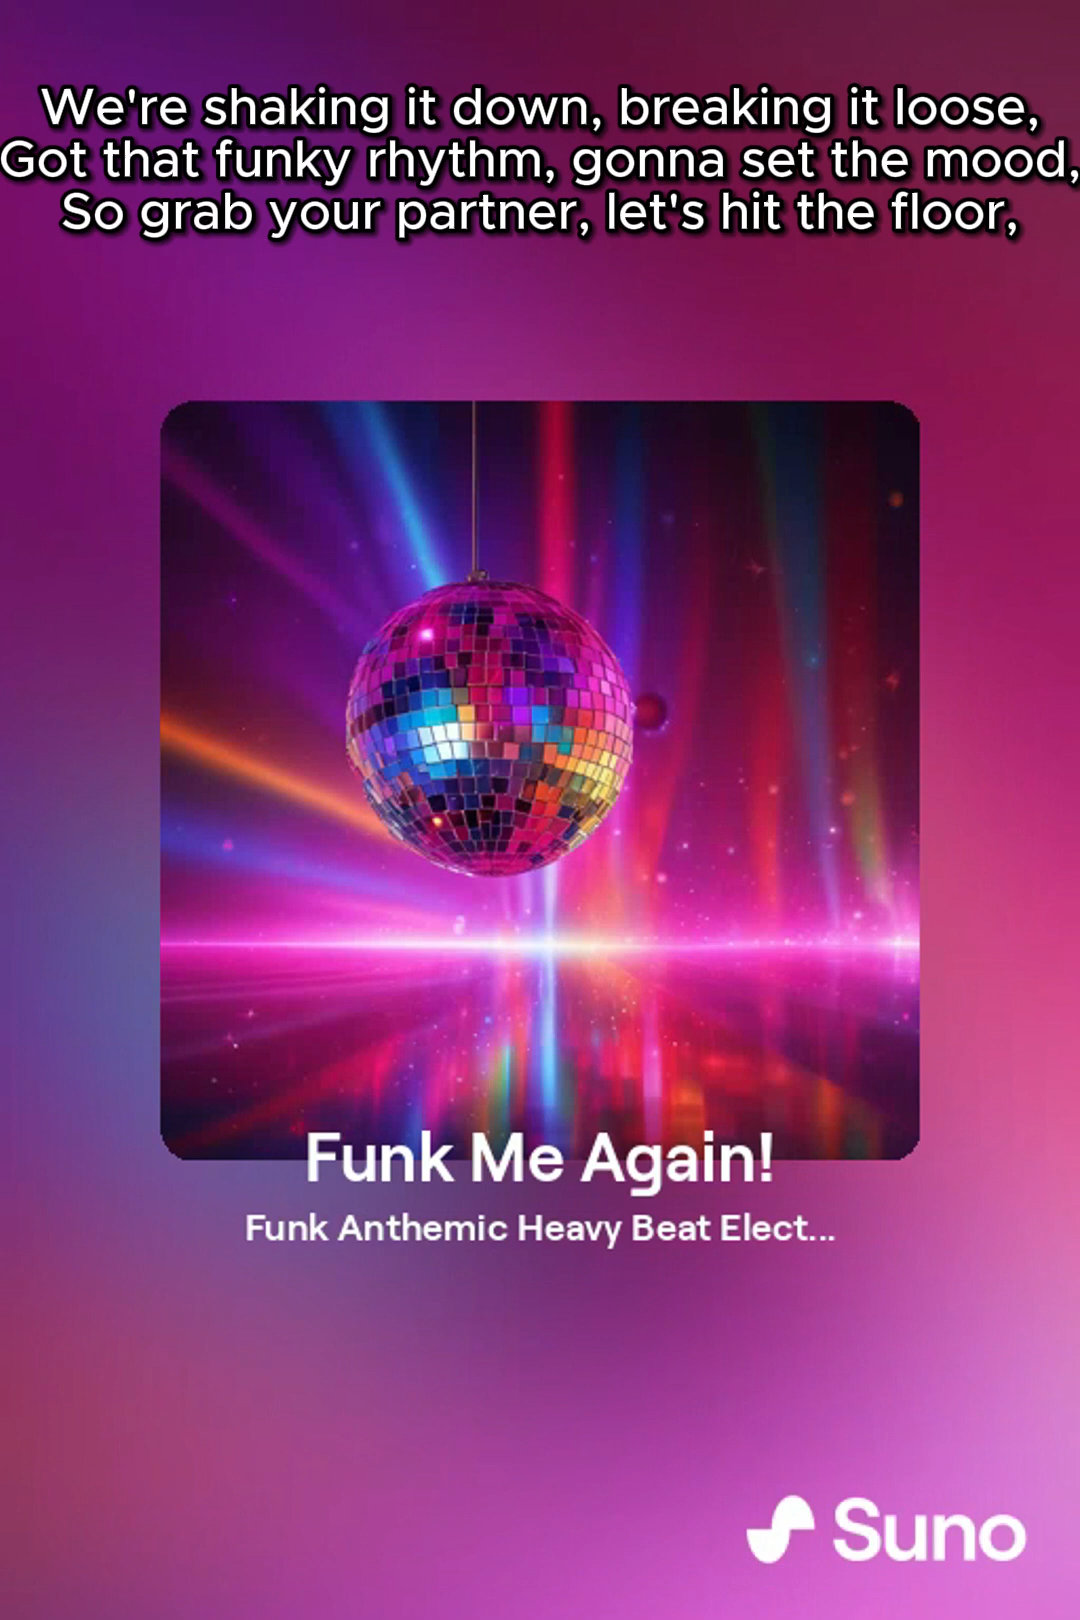 We're shaking it down, breaking it loose,
Got that funky rhythm, gonna set the mood,
So grab your partner, let's hit the floor,
Funk Me Again!
Funk Anthemic Heavy Beat Elect...
Suno